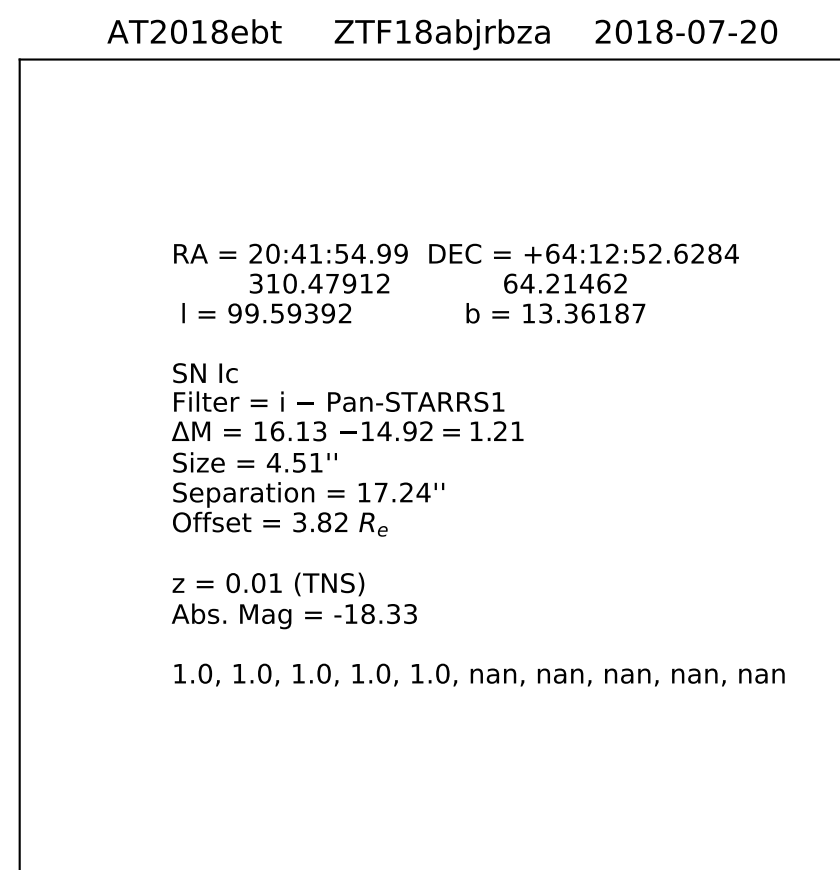 AT2018ebt ZTF18abjrbza 2018-07-20
RA = 20:41:54.99 DEC = +64:12:52.6284
310.47912 64.21462
l = 99.59392 b = 13.36187
SN Ic
Filter = i − Pan-STARRS1
ΔM = 16.13 −14.92 = 1.21
Size = 4.51''
Separation = 17.24''
Offset = 3.82 Rₑ
z = 0.01 (TNS)
Abs. Mag = -18.33
1.0, 1.0, 1.0, 1.0, 1.0, nan, nan, nan, nan, nan